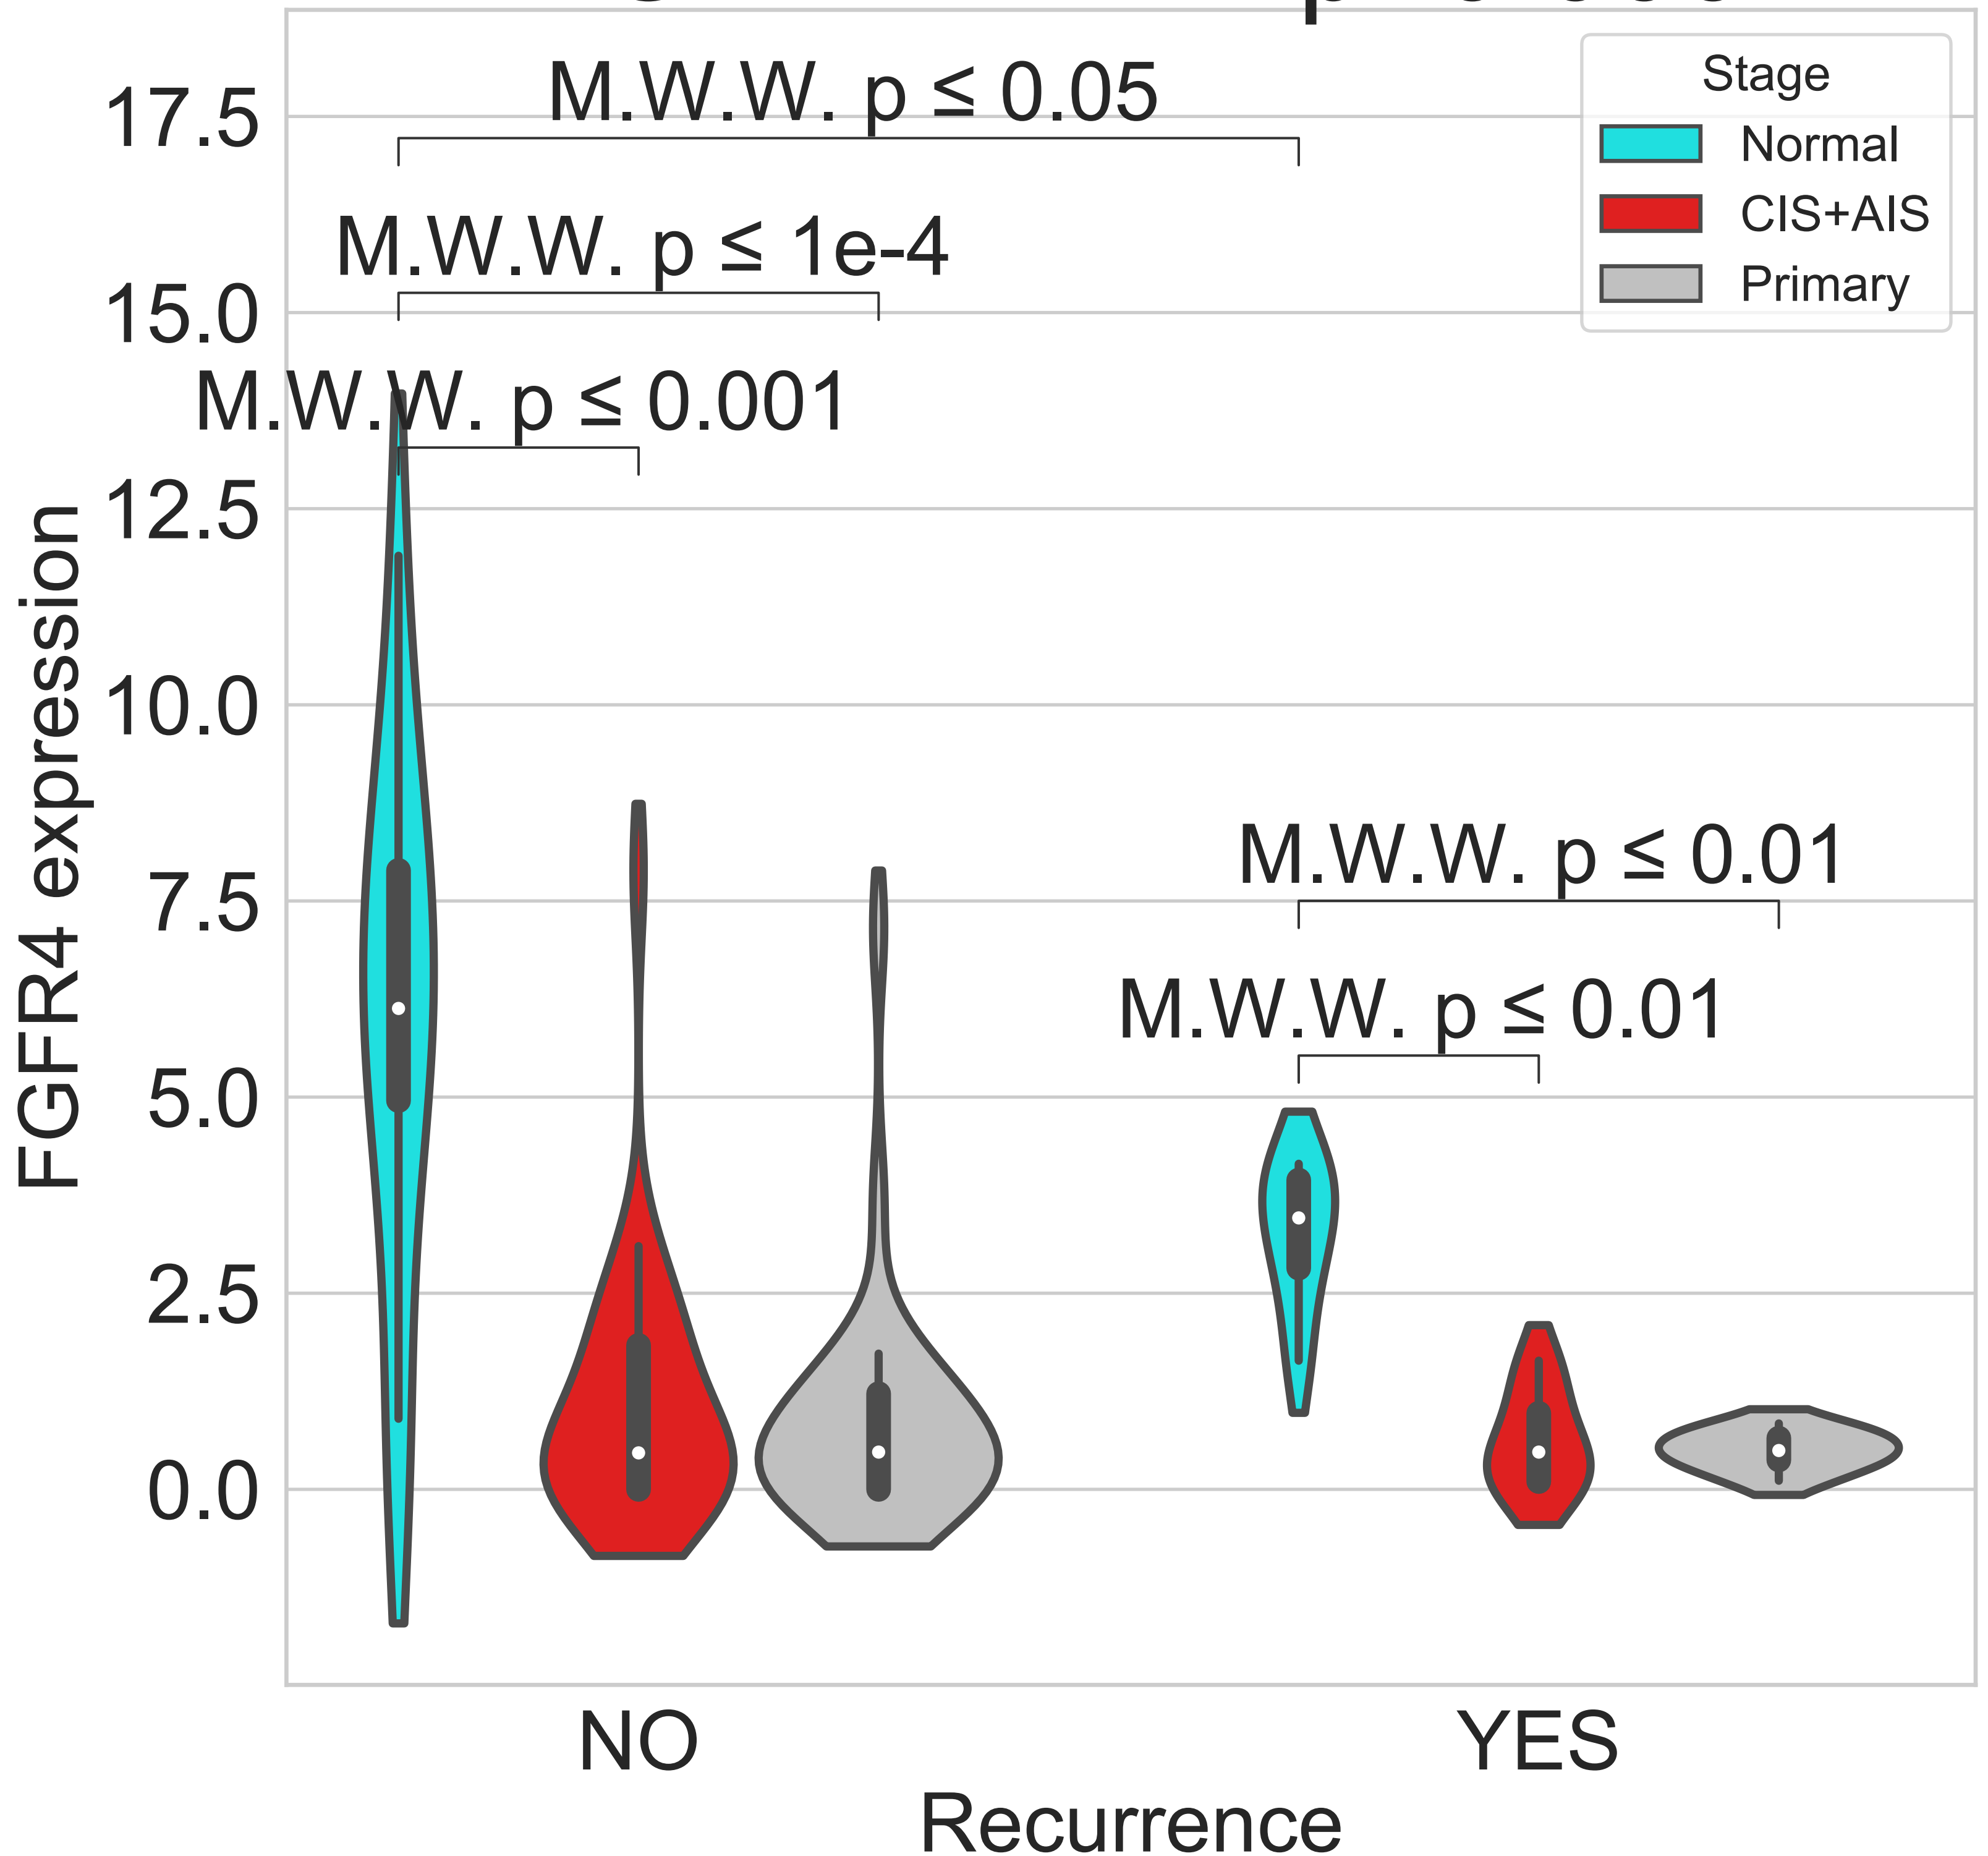 M.W.W. p ≤ 0.05
M.W.W. p ≤ 1e-4
M.W.W. p ≤ 0.001
M.W.W. p ≤ 0.01
M.W.W. p ≤ 0.01
Stage
Normal
CIS+AIS
Primary
FGFR4 expression
17.5
15.0
12.5
10.0
7.5
5.0
2.5
0.0
NO
YES
Recurrence